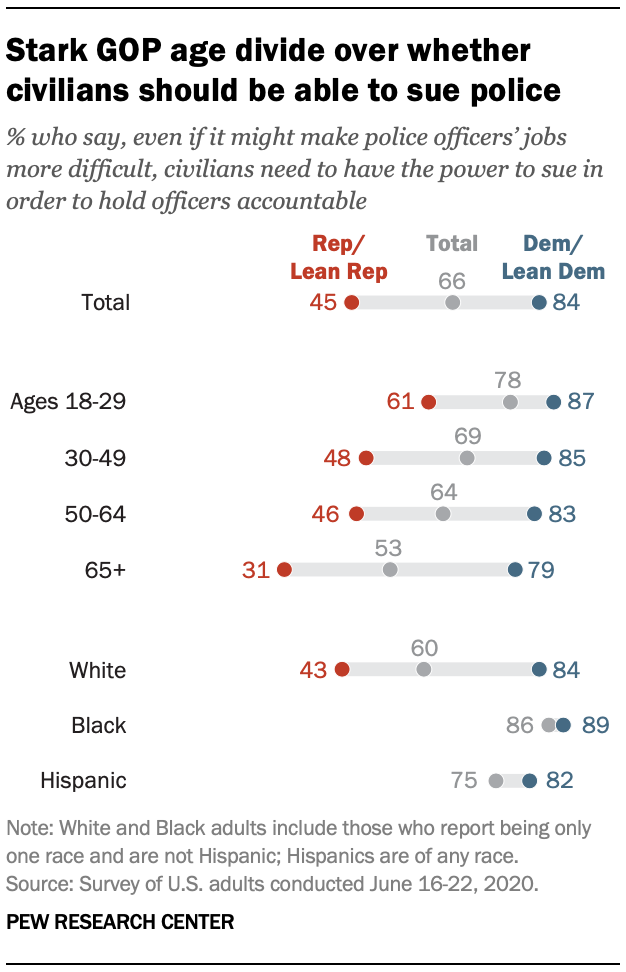 Stark GOP age divide over whether
civilians should be able to sue police
% who say, even if it might make police officers’ jobs
more difficult, civilians need to have the power to sue in
order to hold officers accountable
Rep/ Total Dem/
Lean Rep Lean Dem
66
Total 45 84
78
Ages 18-29 61 87
69
30-49 48 85
64
50-64 46 83
53
65+ 31 79
60
White 43 84
Black 86 89
Hispanic 75 82
Note: White and Black adults include those who report being only
one race and are not Hispanic; Hispanics are of any race.
Source: Survey of U.S. adults conducted June 16-22, 2020.
PEW RESEARCH CENTER